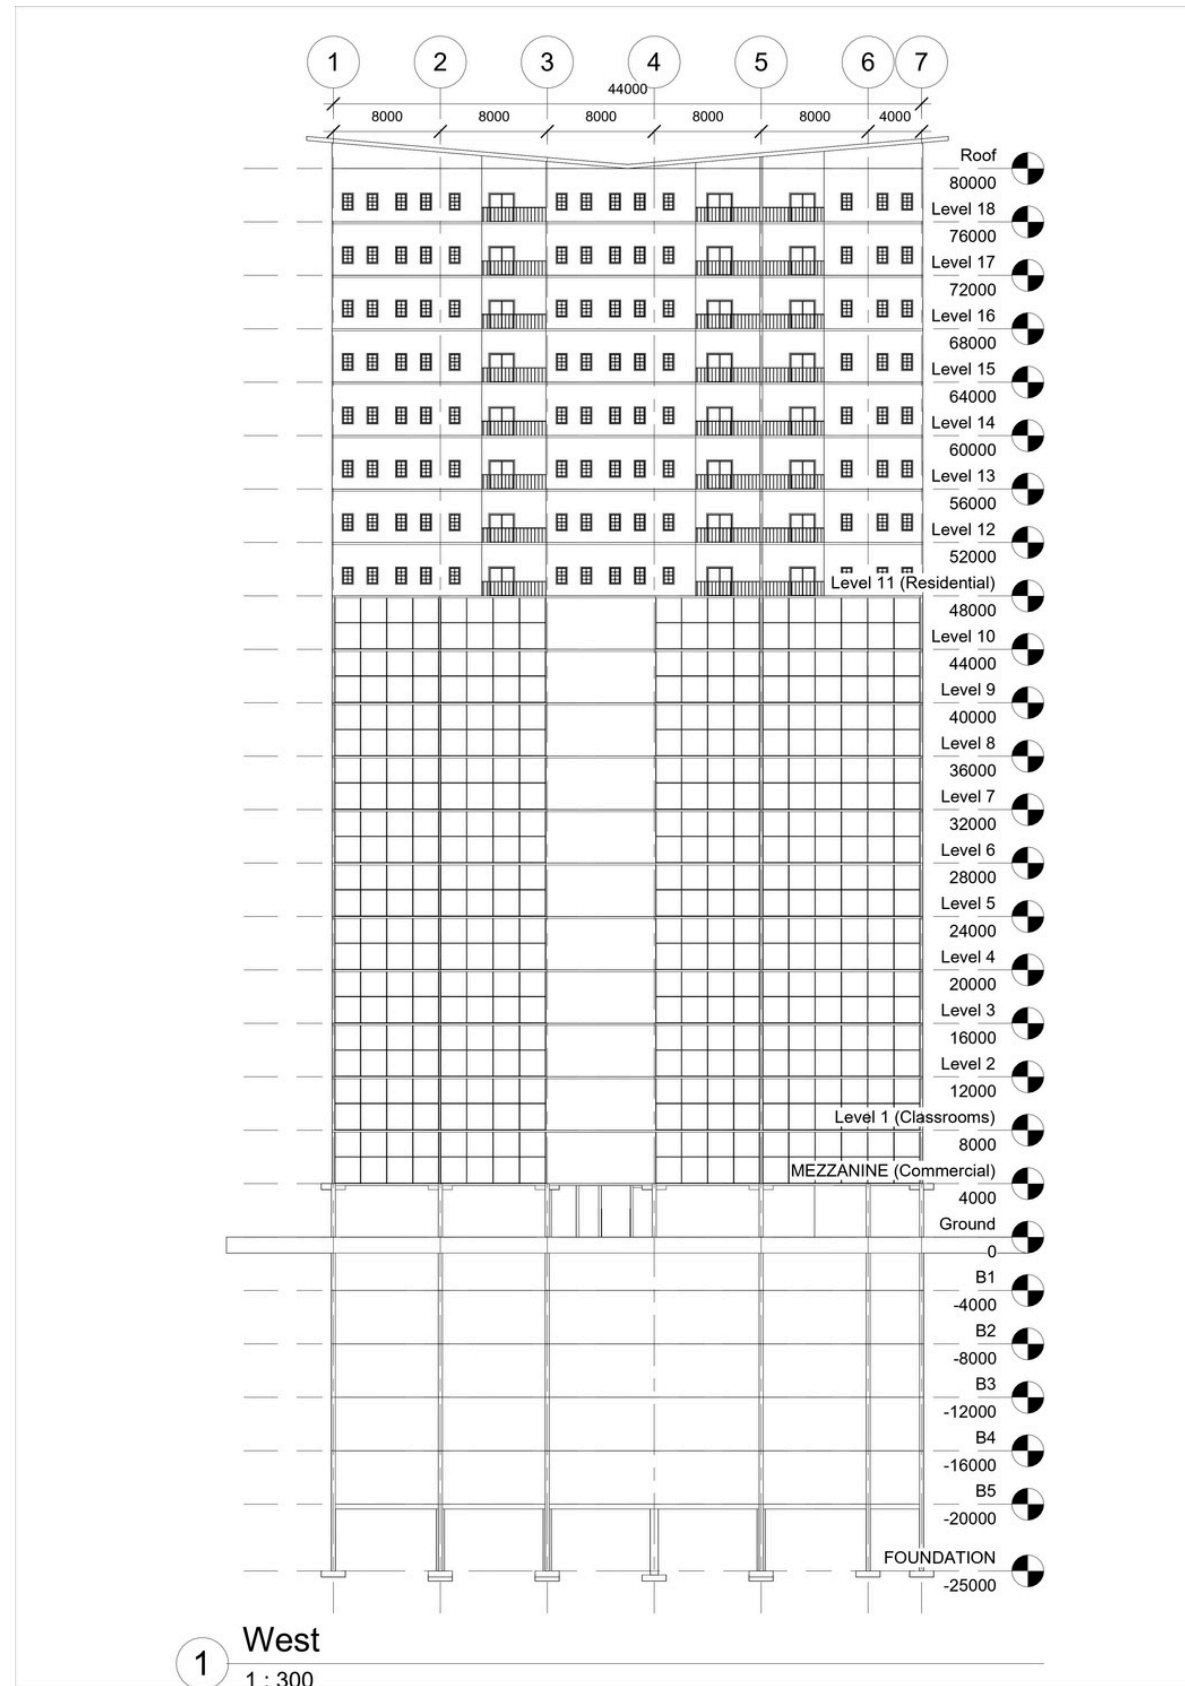 1 2 3 4 5 6 7
44000
8000 8000 8000 8000 8000 4000
Roof
80000
Level 18
76000
Level 17
72000
Level 16
68000
Level 15
64000
Level 14
60000
Level 13
56000
Level 12
52000
Level 11 (Residential)
48000
Level 10
44000
Level 9
40000
Level 8
36000
Level 7
32000
Level 6
28000
Level 5
24000
Level 4
20000
Level 3
16000
Level 2
12000
Level 1 (Classrooms)
8000
MEZZANINE (Commercial)
4000
Ground
0
B1
-4000
B2
-8000
B3
-12000
B4
-16000
B5
-20000
FOUNDATION
-25000
West
1
1 : 300